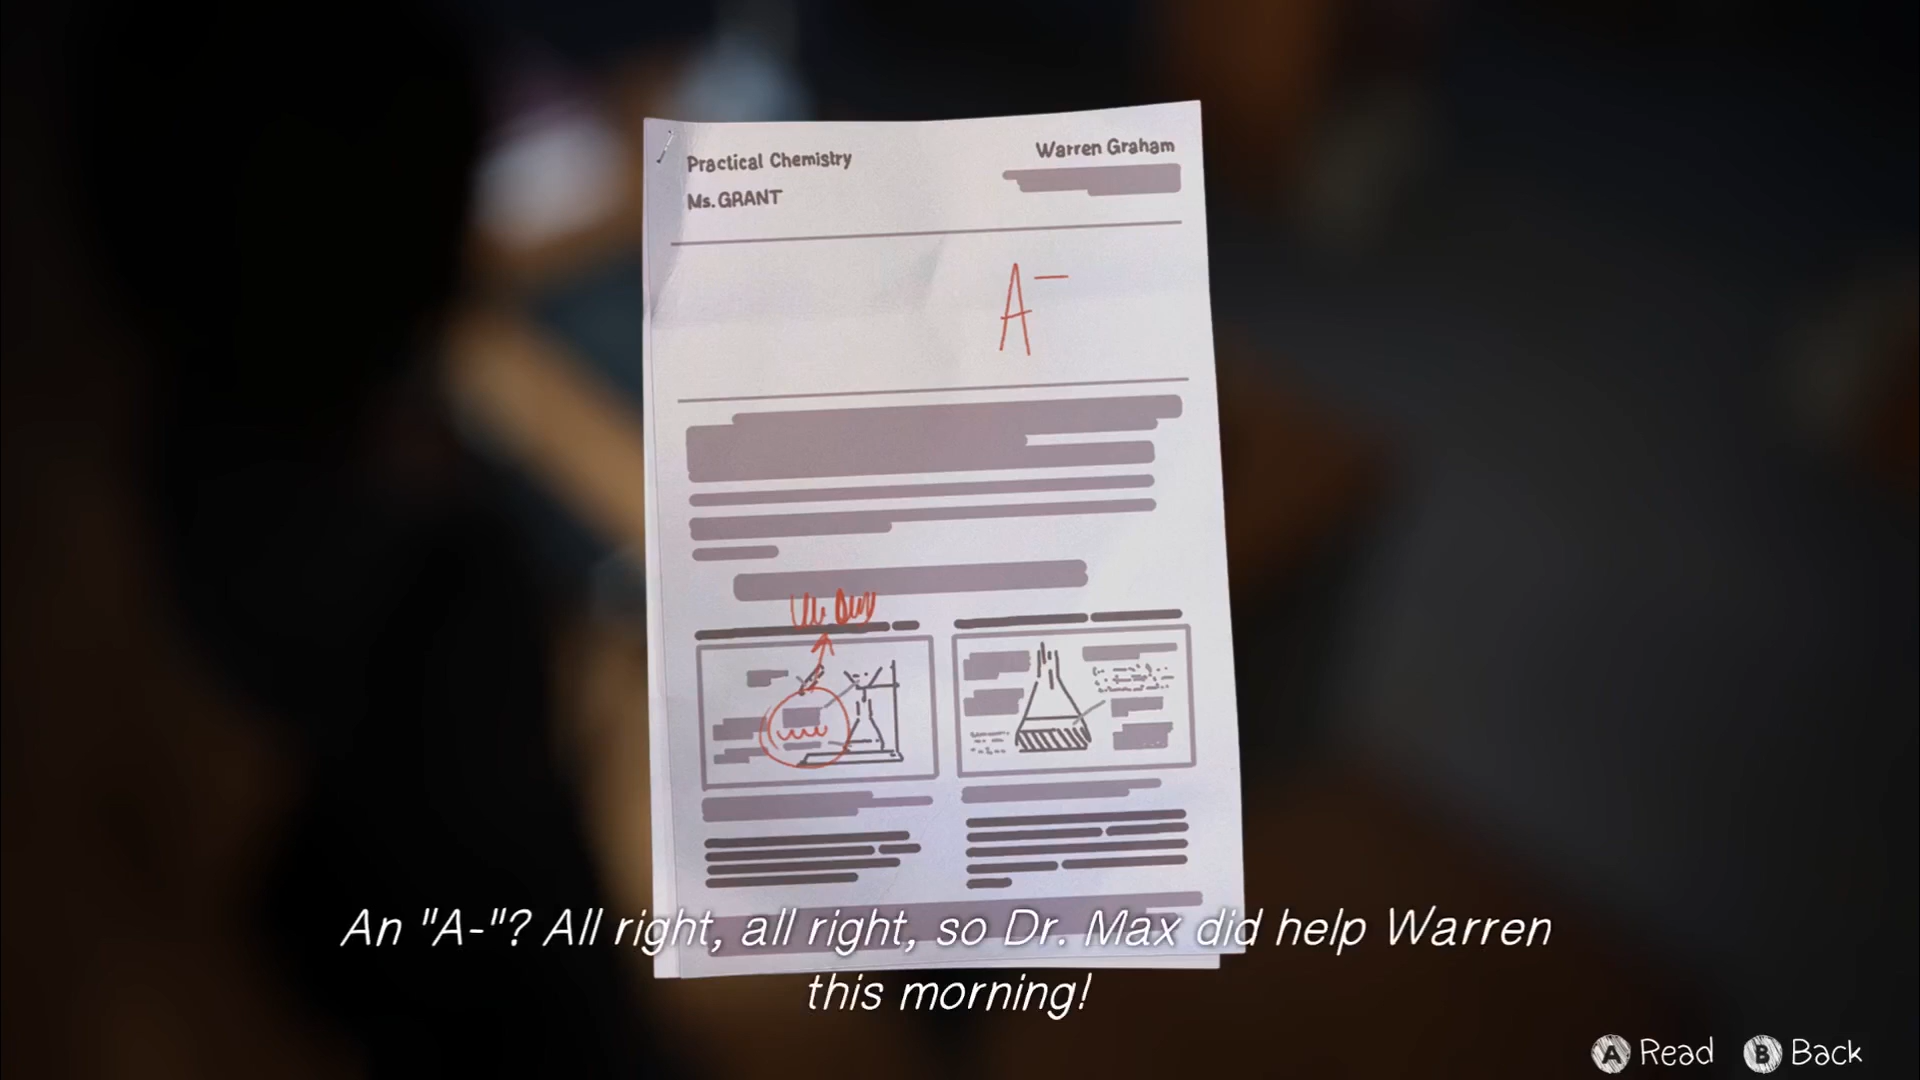 Practical Chemistry
Warren Graham
Ms. GRANT
A-
An "A-"? All right, all right, so Dr. Max did help Warren
this morning!
A Read B Back